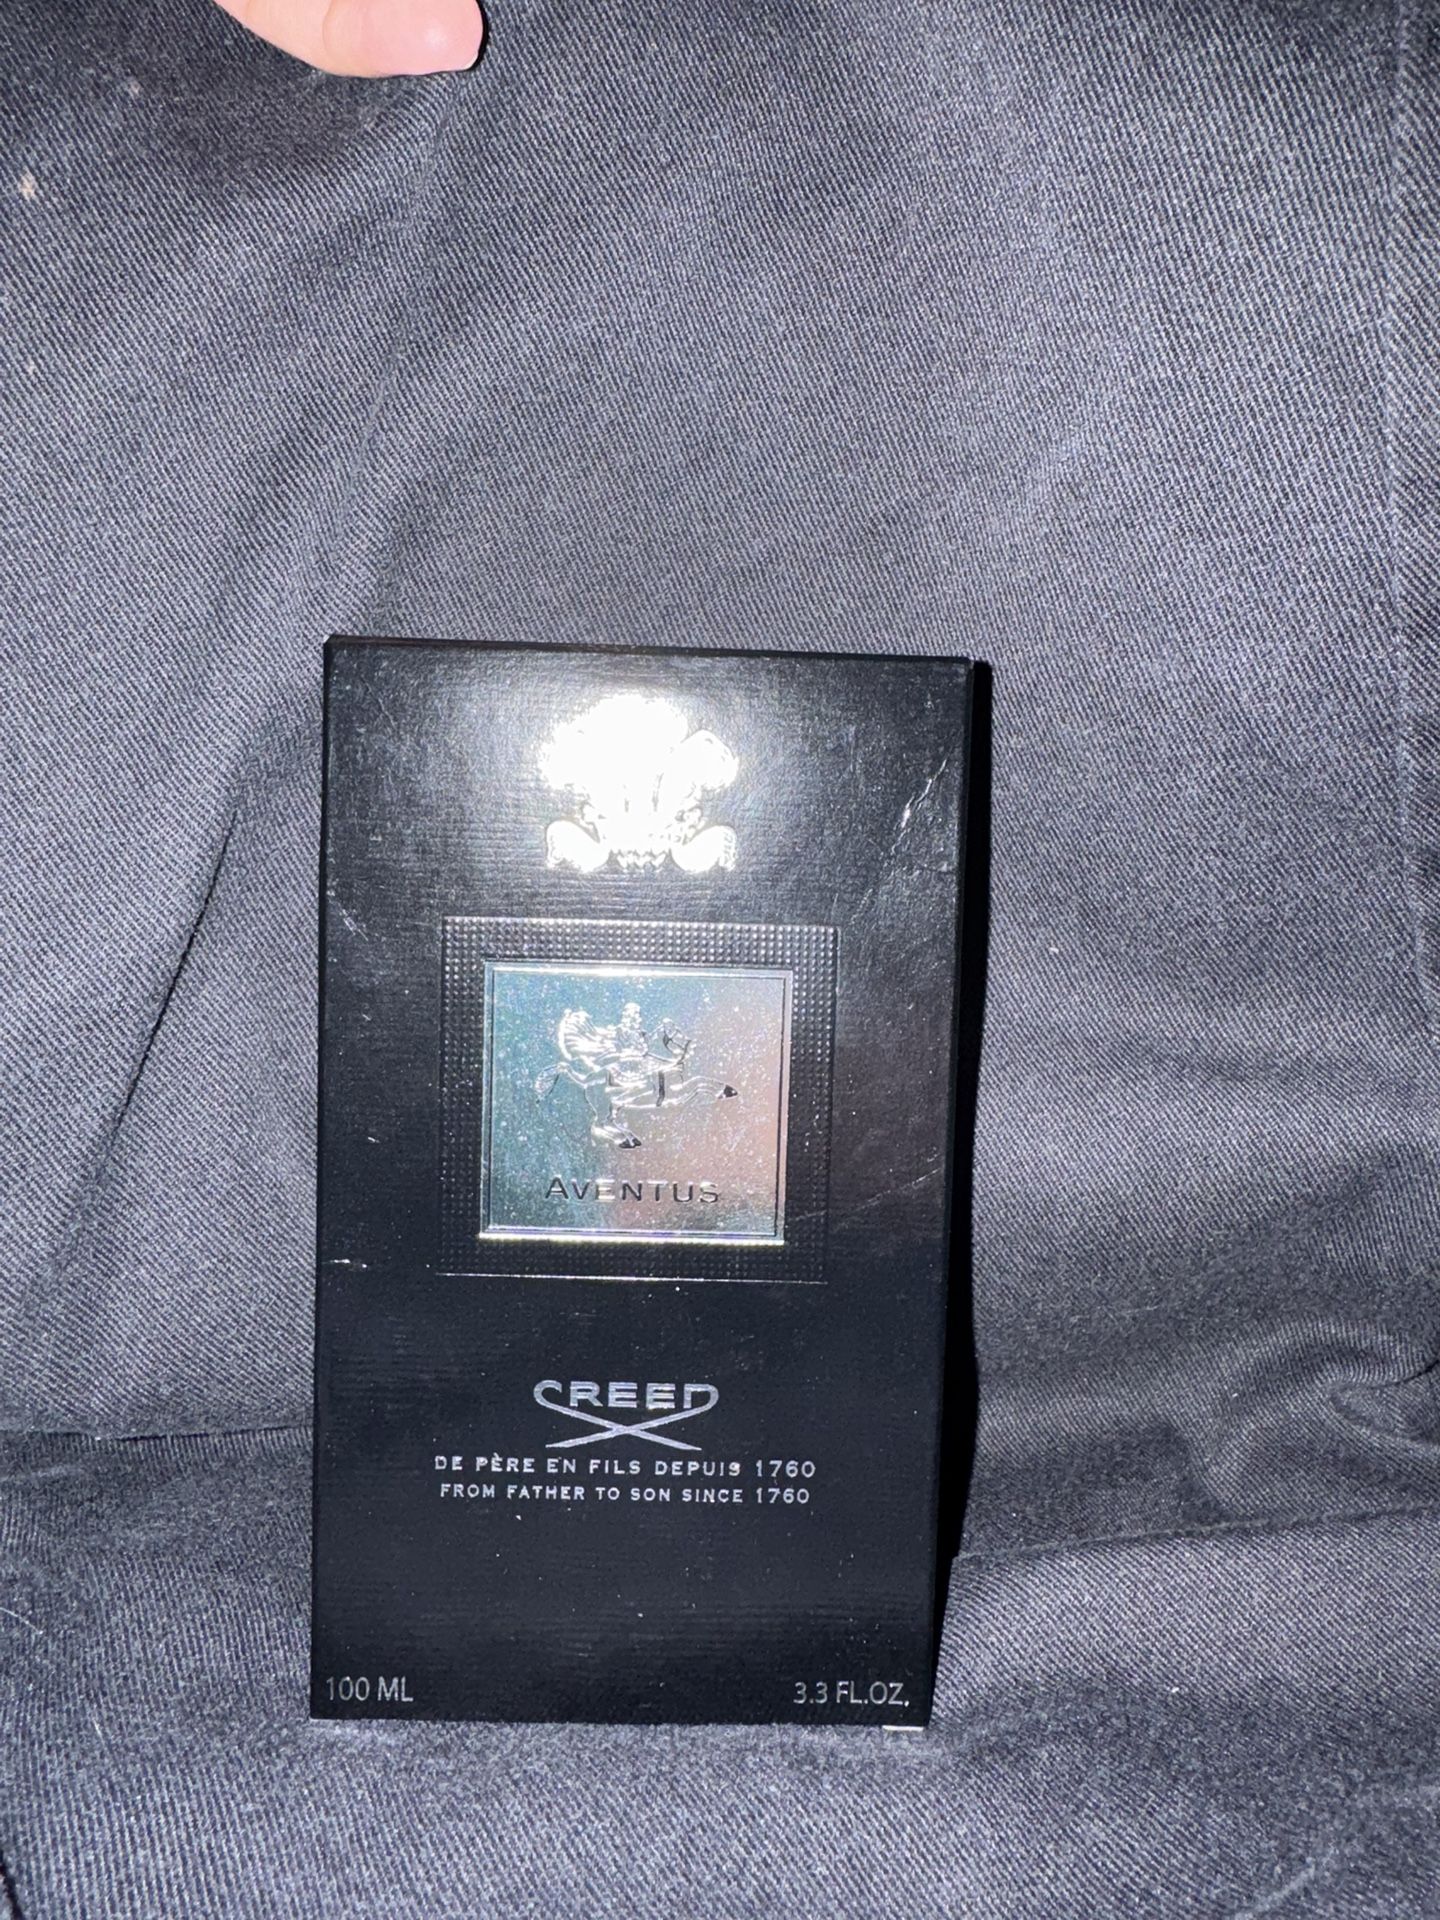 AVENTUS
CREED
DE PÈRE EN FILS DEPUIS 1760
FROM FATHER TO SON SINCE 1760
100 ML
3.3 FL.OZ.